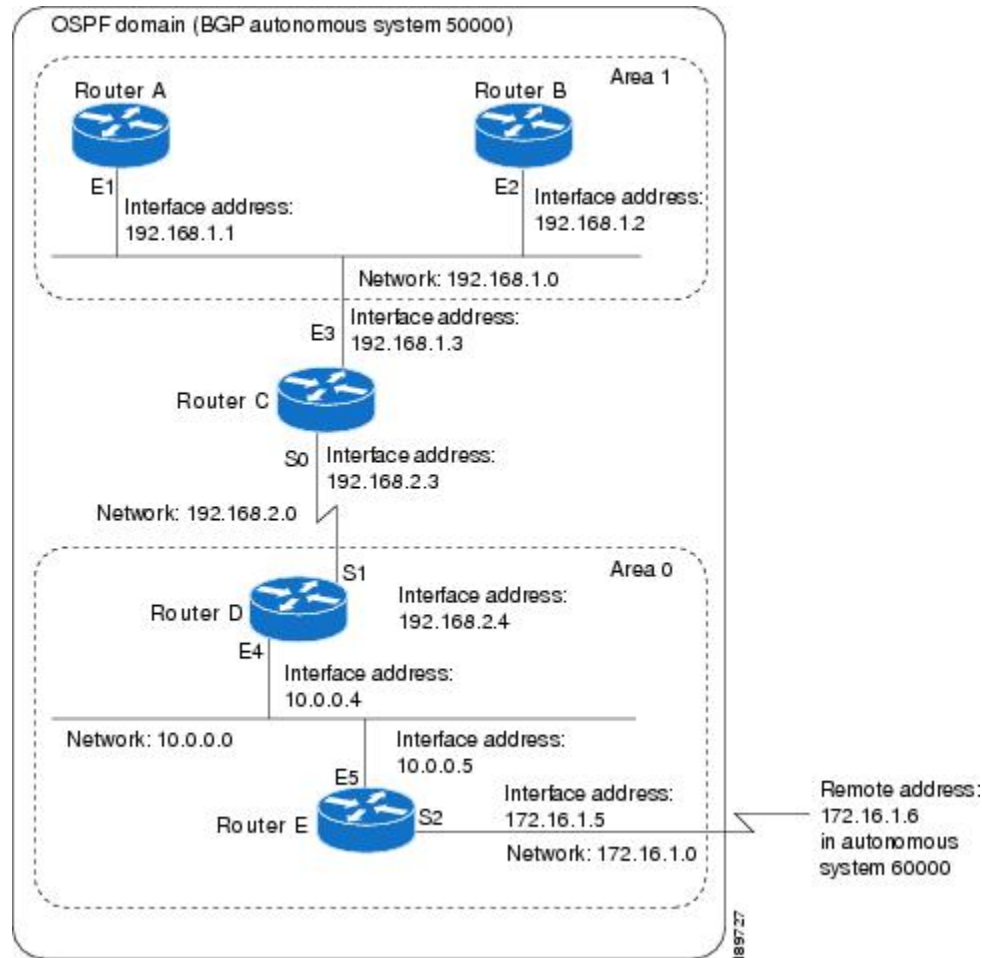 OSPF domain (BGP autonomous system 50000)
Area 1
Router A
Router B
E1
E2
Interface address:
192.168.1.1
Interface address:
192.168.1.2
Network: 192.168.1.0
E3
Interface address:
192.168.1.3
Router C
S0
Interface address:
192.168.2.3
Network: 192.168.2.0
Area 0
S1
Router D
Interface address:
192.168.2.4
E4
Interface address:
10.0.0.4
Network: 10.0.0.0
Interface address:
10.0.0.5
E5
Router E
S2
Interface address:
172.16.1.5
Network: 172.16.1.0
Remote address:
172.16.1.6
in autonomous
system 60000
189727